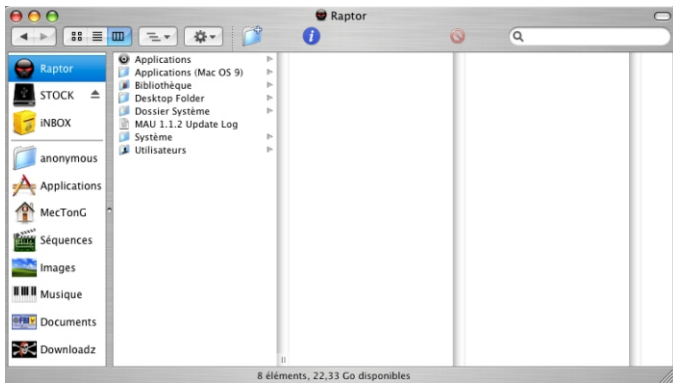 Raptor
Raptor
STOCK
iNBOX
anonymous
Applications
MecTonG
Séquences
Images
Musique
Documents
Downloadz
Applications
Applications (Mac OS 9)
Bibliothèque
Desktop Folder
Dossier Système
MAU 1.1.2 Update Log
Système
Utilisateurs
8 éléments, 22,33 Go disponibles